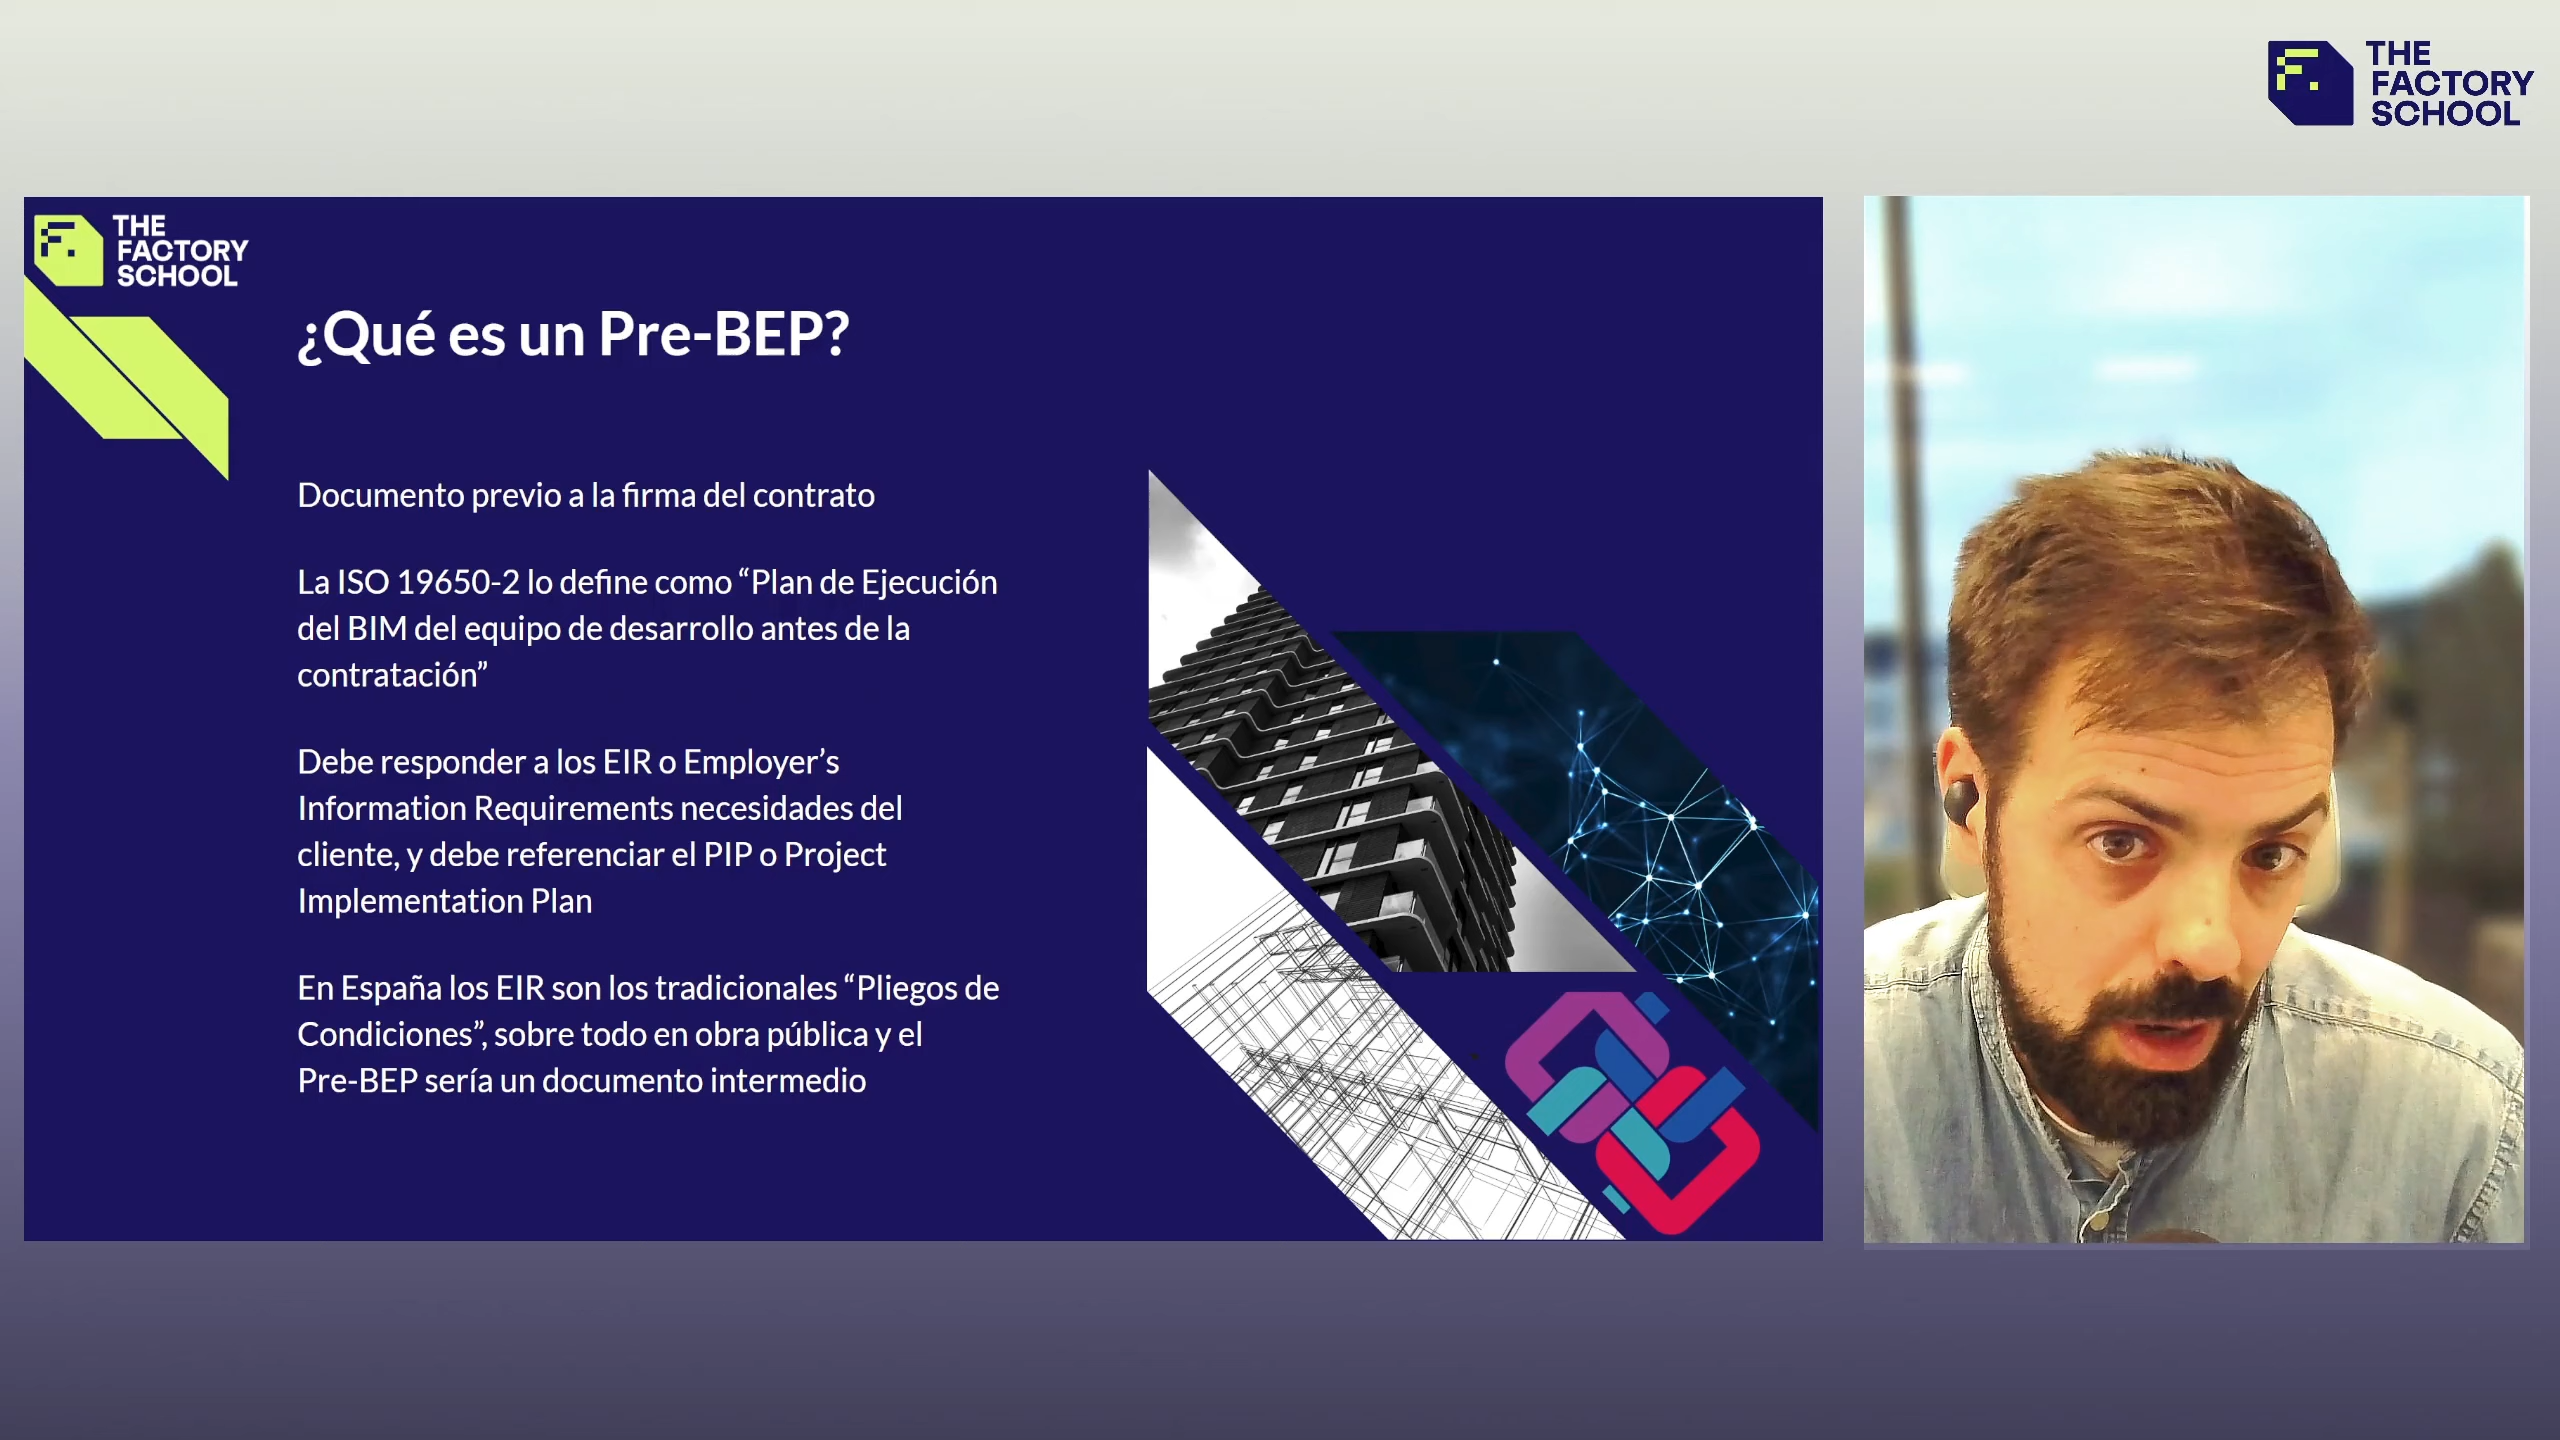 THE
FACTORY
SCHOOL
THE
FACTORY
SCHOOL
¿Qué es un Pre-BEP?
Documento previo a la firma del contrato
La ISO 19650-2 lo define como “Plan de Ejecución
del BIM del equipo de desarrollo antes de la
contratación”
Debe responder a los EIR o Employer’s
Information Requirements necesidades del
cliente, y debe referenciar el PIP o Project
Implementation Plan
En España los EIR son los tradicionales “Pliegos de
Condiciones”, sobre todo en obra pública y el
Pre-BEP sería un documento intermedio